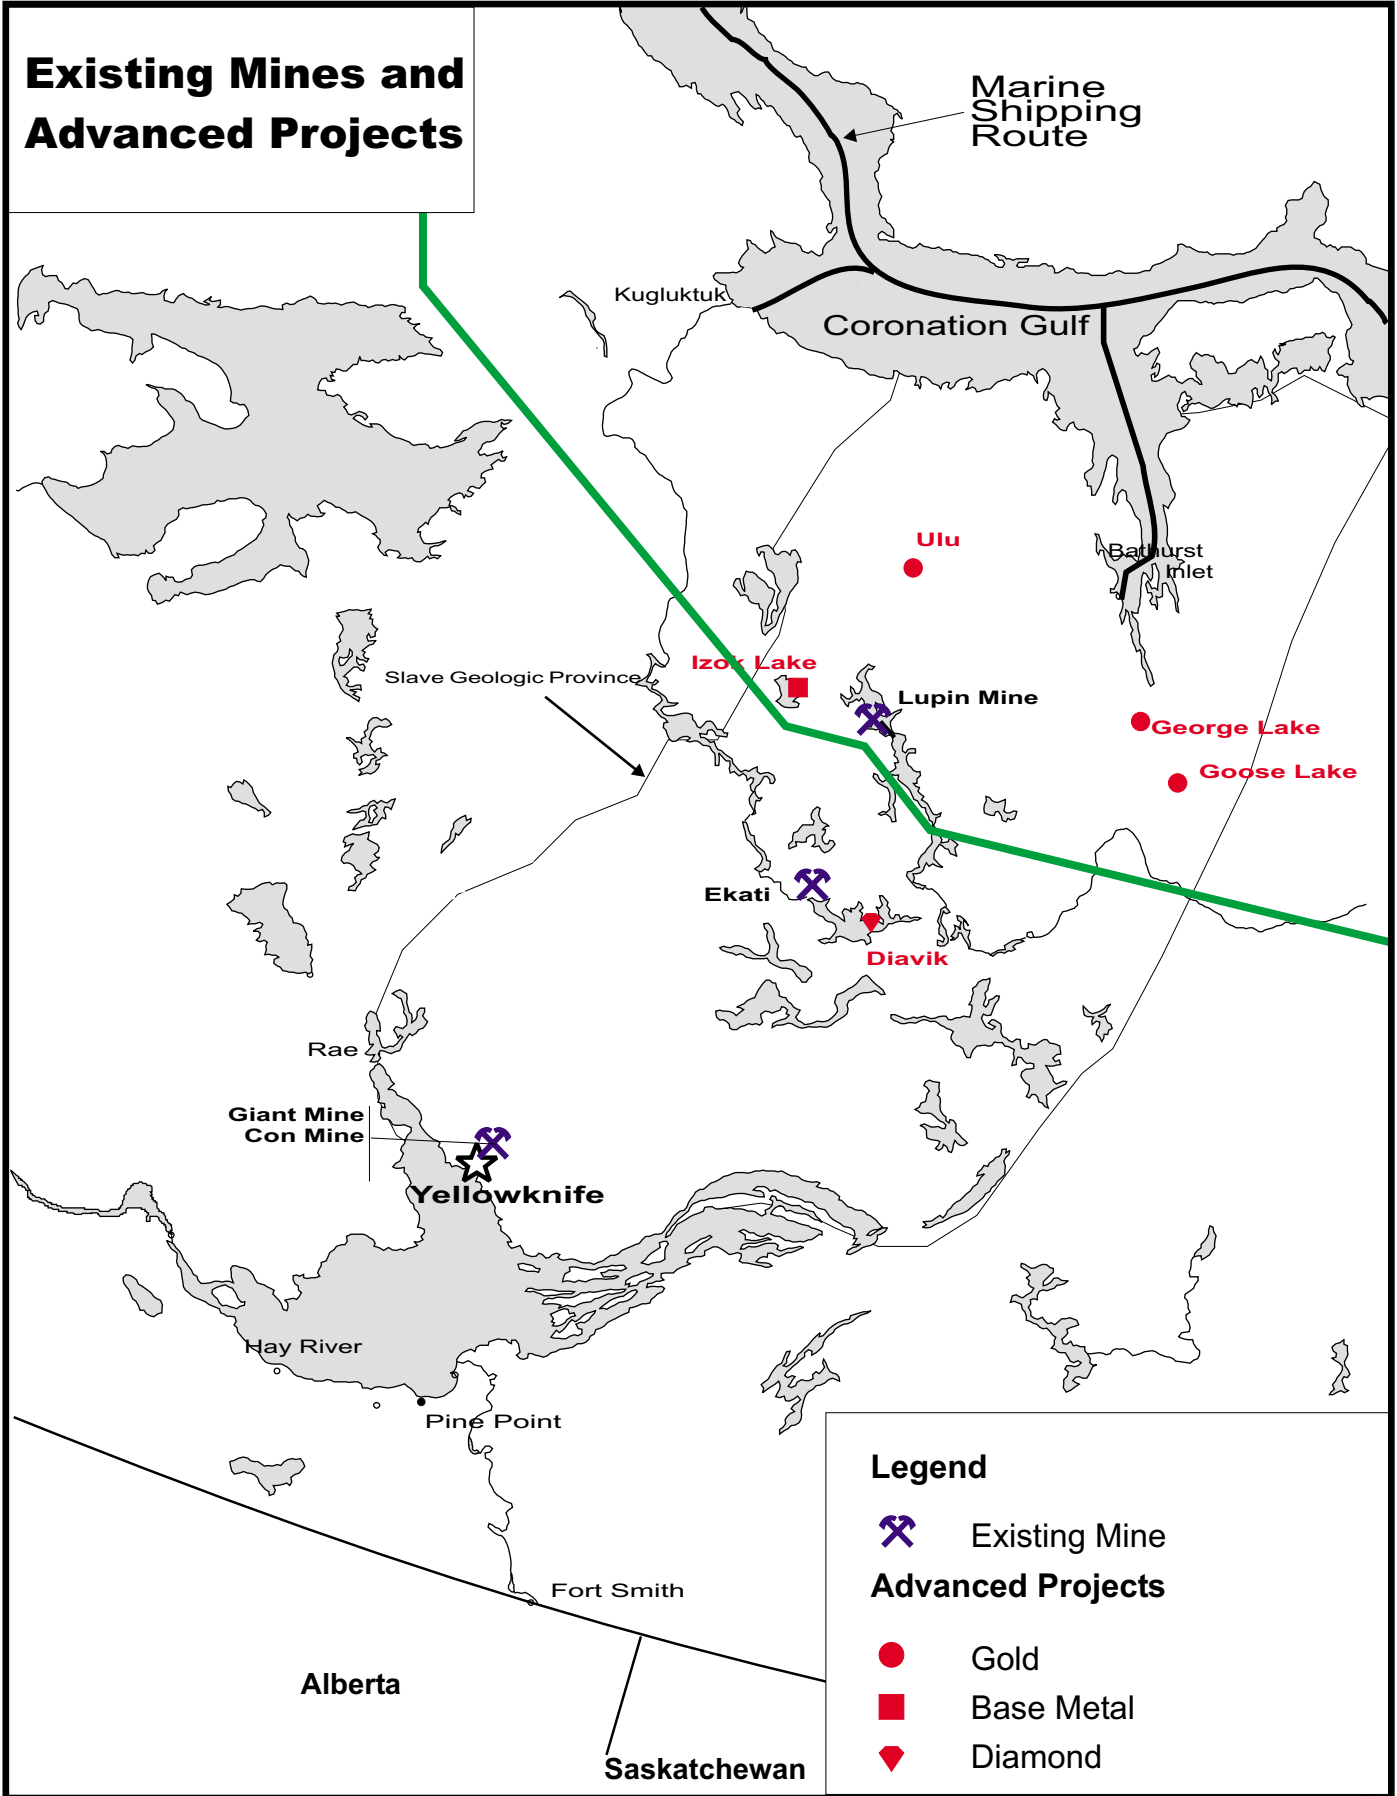 Existing Mines and
Advanced Projects
Marine
Shipping
Route
Kugluktuk
Coronation Gulf
Ulu
Bathurst
Inlet
Izok Lake
Slave Geologic Province
Lupin Mine
George Lake
Goose Lake
Ekati
Diavik
Rae
Giant Mine
Con Mine
Yellowknife
Hay River
Pine Point
Fort Smith
Alberta
Saskatchewan
Legend
Existing Mine
Advanced Projects
Gold
Base Metal
Diamond